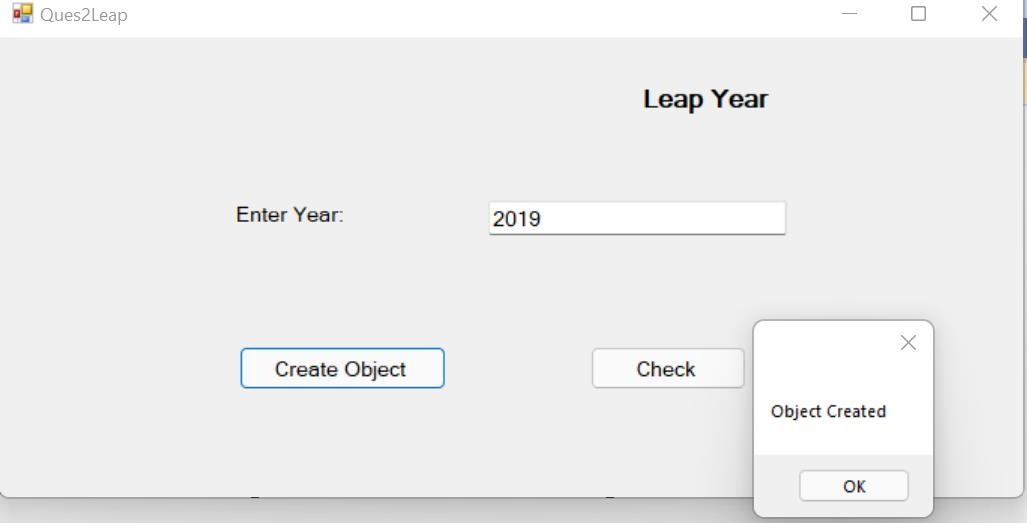 Ques2Leap
Leap Year
Enter Year:
2019
Create Object
Check
Object Created
OK